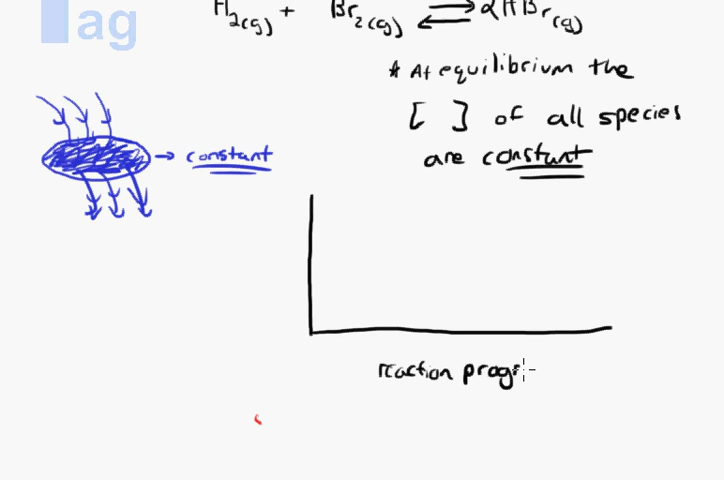 ag
H₂(g) + Br₂(g) ⇌ 2HBr(g)
* At equilibrium the
[ ] of all species
are constant
→ constant
reaction progr